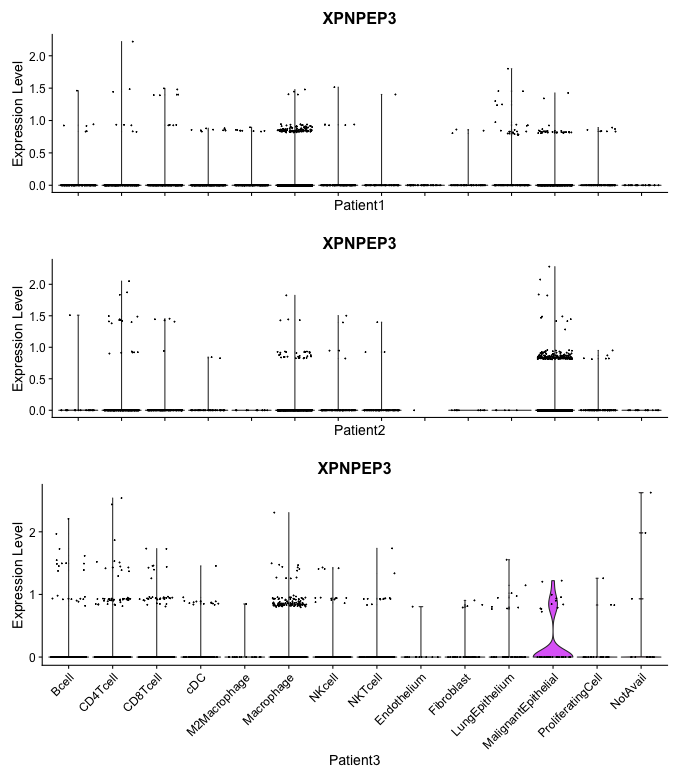 XPNPEP3
Expression Level
2.0
1.5
1.0
0.5
0.0
Patient1
XPNPEP3
Expression Level
2.0
1.5
1.0
0.5
0.0
Patient2
XPNPEP3
Expression Level
2
1
0
Bcell
CD4Tcell
CD8Tcell
cDC
M2Macrophage
Macrophage
NKcell
NKTcell
Endothelium
Fibroblast
LungEpithelium
MalignantEpithelial
ProliferatingCell
NotAvail
Patient3